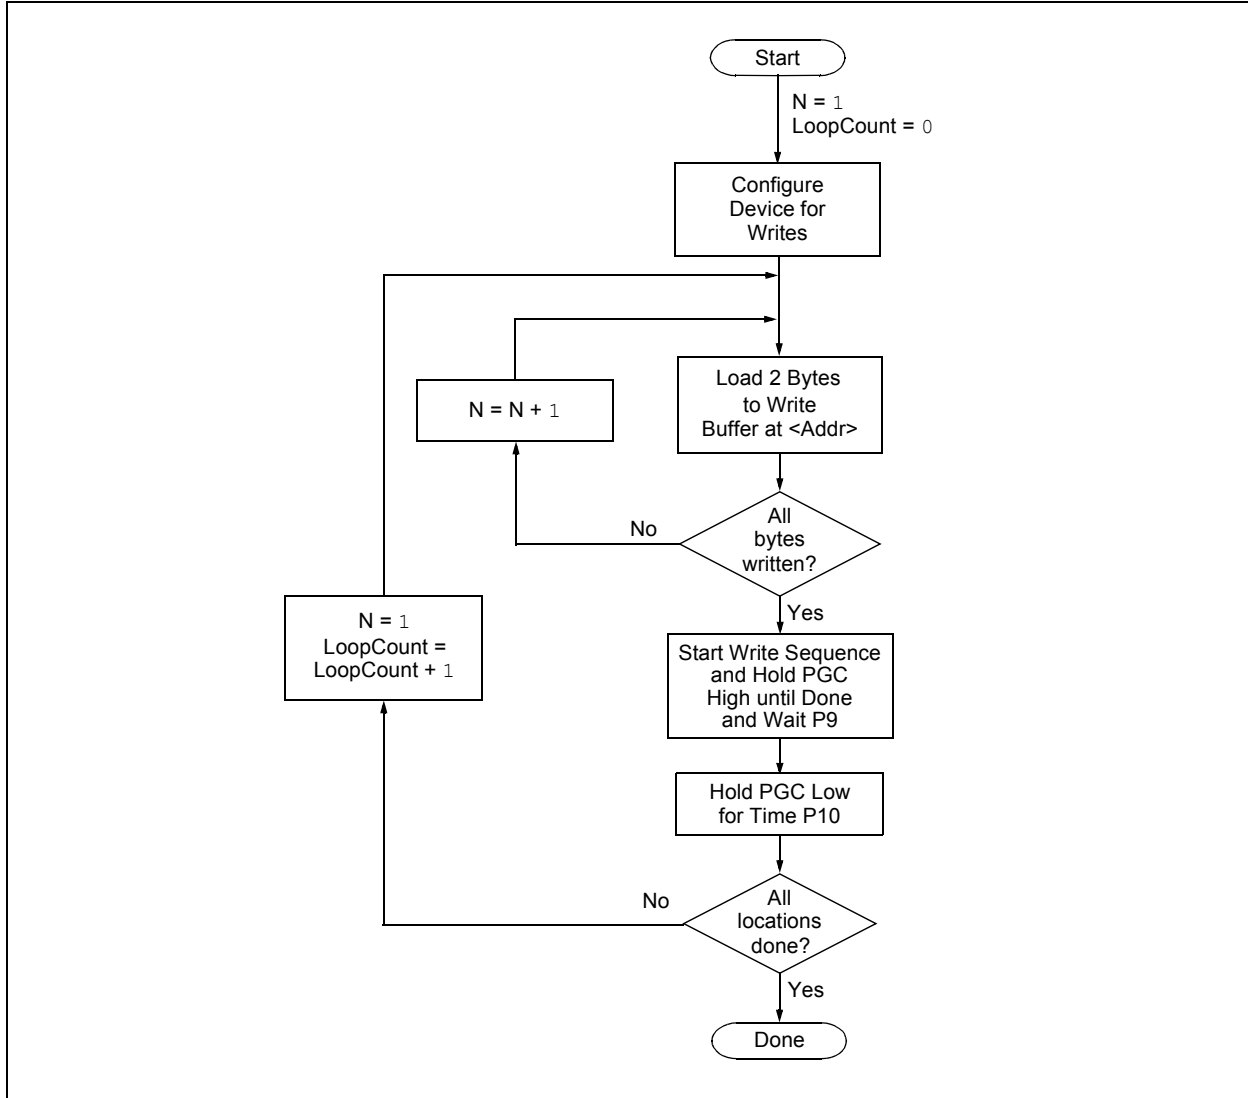 Start
N = 1
LoopCount = 0
Configure
Device for
Writes
Load 2 Bytes
to Write
Buffer at <Addr>
N = N + 1
All
bytes
written?
No
Yes
N = 1
LoopCount =
LoopCount + 1
Start Write Sequence
and Hold PGC
High until Done
and Wait P9
Hold PGC Low
for Time P10
All
locations
done?
No
Yes
Done